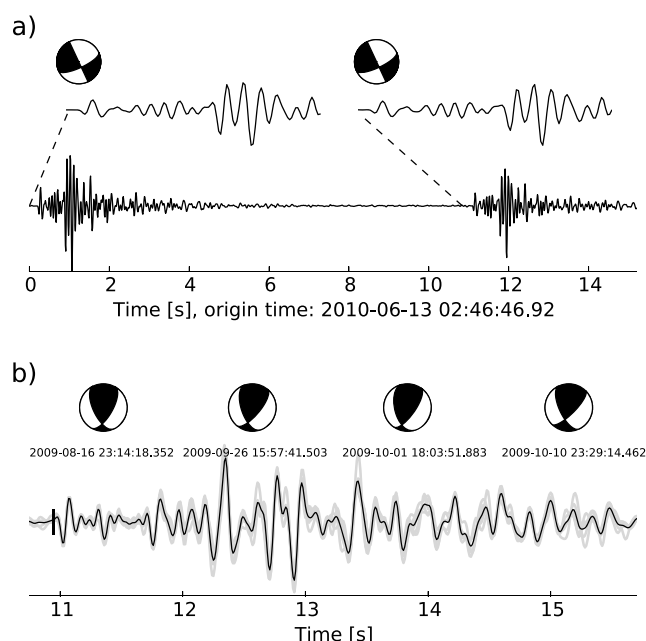 a)
0 2 4 6 8 10 12 14
Time [s], origin time: 2010-06-13 02:46:46.92
b)
2009-08-16 23:14:18.352 2009-09-26 15:57:41.503 2009-10-01 18:03:51.883 2009-10-10 23:29:14.462
11 12 13 14 15
Time [s]